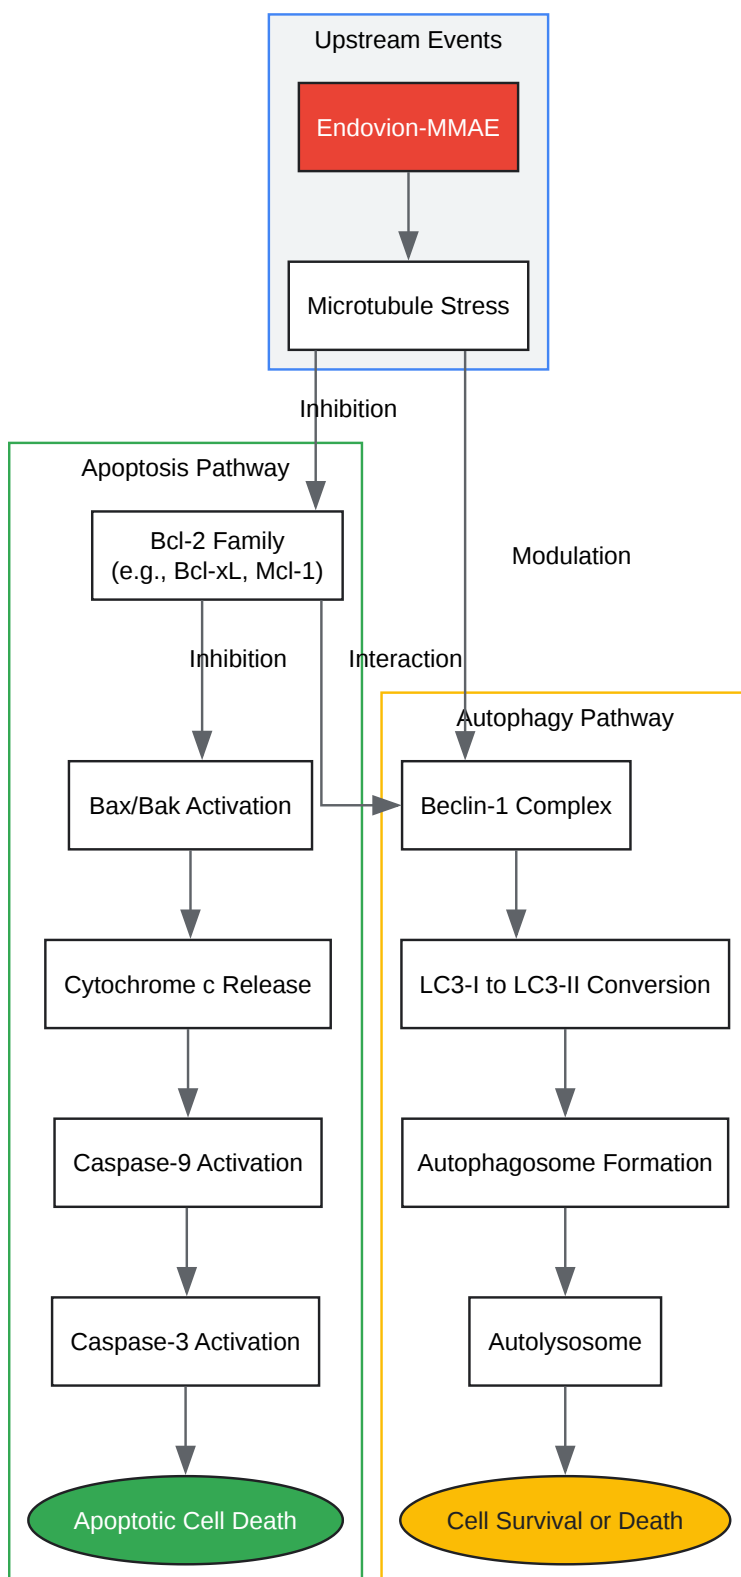 Upstream Events
Endovion-MMAE
Microtubule Stress
Inhibition
Apoptosis Pathway
Bcl-2 Family
(e.g., Bcl-xL, Mcl-1)
Modulation
Inhibition
Interaction
Autophagy Pathway
Bax/Bak Activation
Beclin-1 Complex
Cytochrome c Release
LC3-I to LC3-II Conversion
Caspase-9 Activation
Autophagosome Formation
Caspase-3 Activation
Autolysosome
Apoptotic Cell Death
Cell Survival or Death